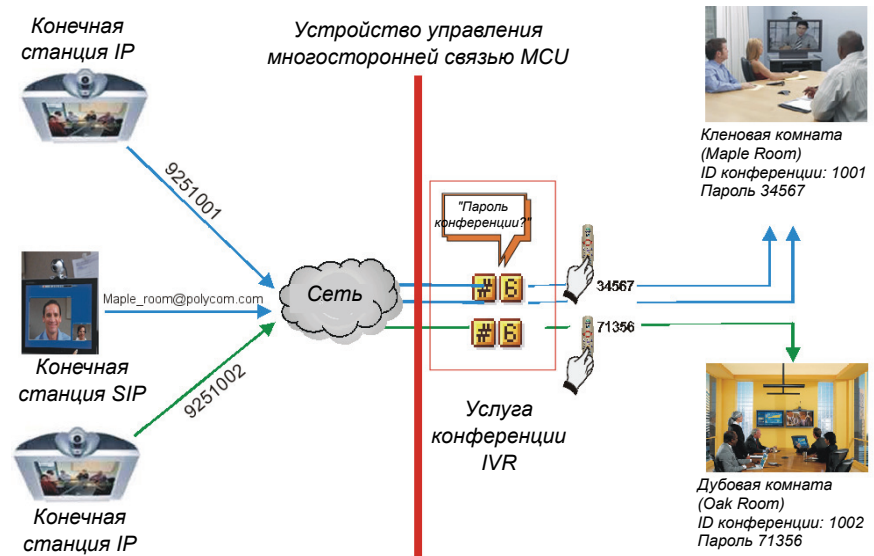 Конечная
станция IP
Устройство управления
многосторонней связью MCU
Кленовая комната
(Maple Room)
ID конференции: 1001
Пароль 34567
9251001
"Пароль
конференции?"
Maple_room@polycom.com
Сеть
# 6
34567
# 6
71356
Конечная
станция SIP
9251002
Услуга
конференции
IVR
Конечная
станция IP
Дубовая комната
(Oak Room)
ID конференции: 1002
Пароль 71356